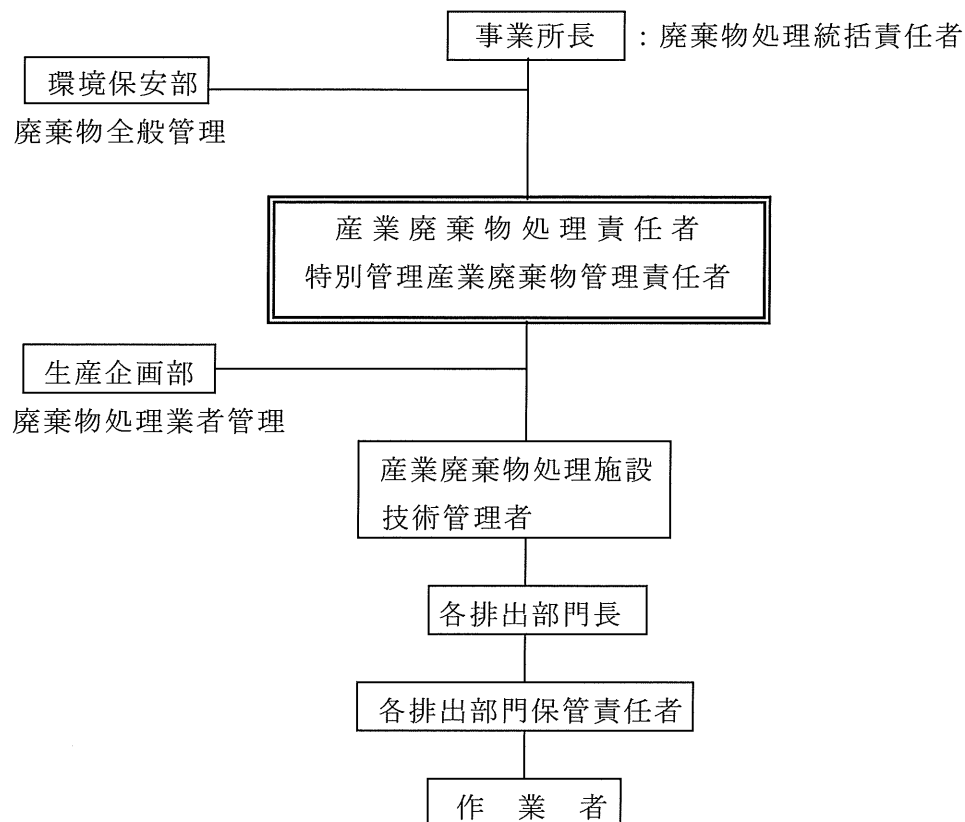 事業所長 : 廃棄物処理統括責任者
環境保安部
廃棄物全般管理
産業廃棄物処理責任者
特別管理産業廃棄物管理責任者
生産企画部
廃棄物処理業者管理
産業廃棄物処理施設
技術管理者
各排出部門長
各排出部門保管責任者
作業者